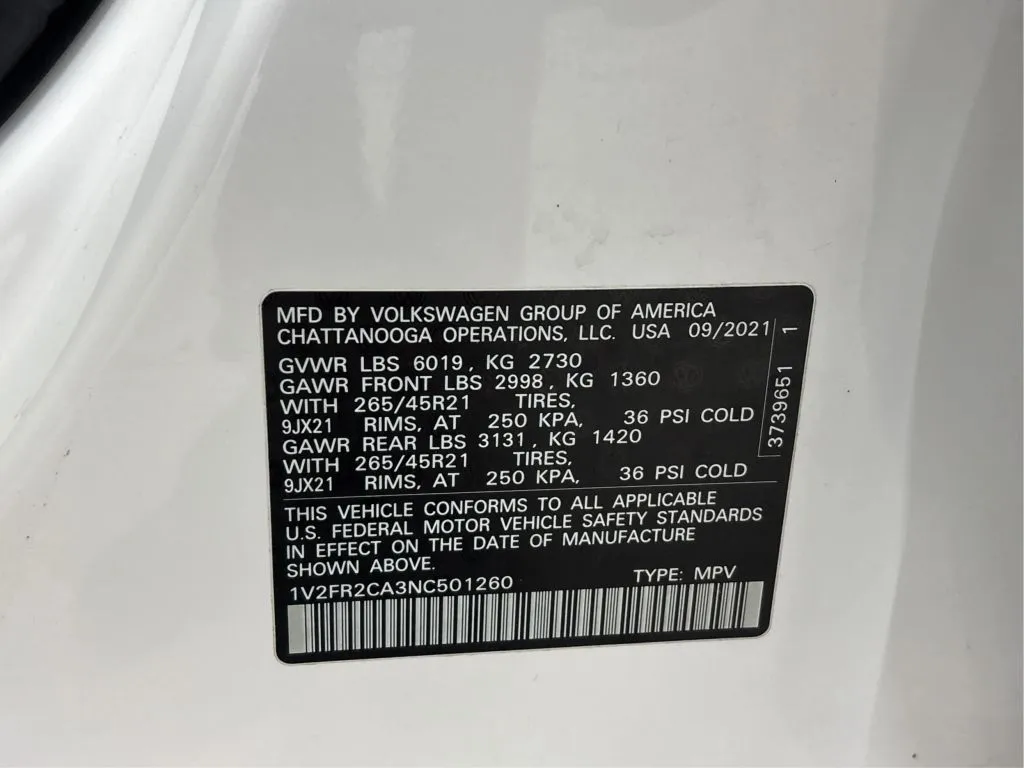 MFD BY VOLKSWAGEN GROUP OF AMERICA
CHATTANOOGA OPERATIONS, LLC. USA 09/2021
GVWR LBS 6019, KG 2730
GAWR FRONT LBS 2998, KG 1360
WITH 265/45R21 TIRES,
9JX21 RIMS, AT 250 KPA, 36 PSI COLD
GAWR REAR LBS 3131, KG 1420
WITH 265/45R21 TIRES,
9JX21 RIMS, AT 250 KPA, 36 PSI COLD
3739651 1
THIS VEHICLE CONFORMS TO ALL APPLICABLE
U.S. FEDERAL MOTOR VEHICLE SAFETY STANDARDS
IN EFFECT ON THE DATE OF MANUFACTURE
SHOWN ABOVE.
1V2FR2CA3NC501260 TYPE: MPV